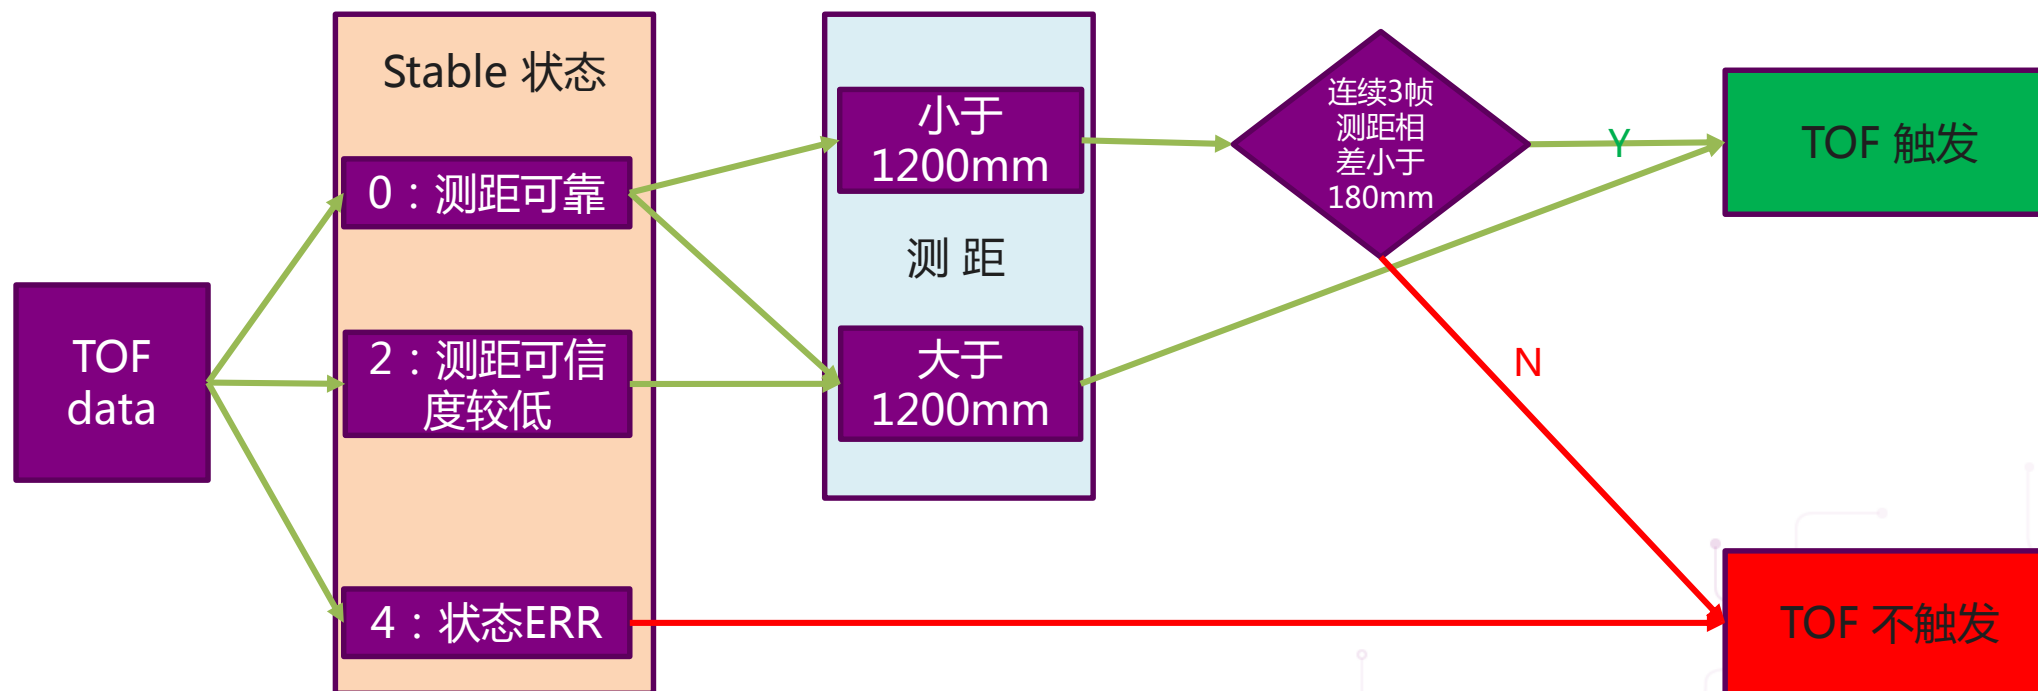 TOF
data
Stable 状态
0：测距可靠
2：测距可信
度较低
4：状态ERR
小于
1200mm
测 距
大于
1200mm
连续3帧
测距相
差小于
180mm
Y
N
TOF 触发
TOF 不触发